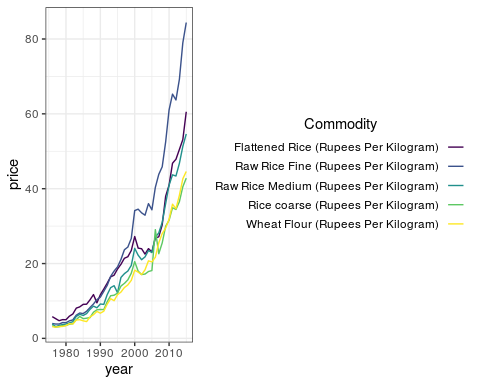 80
60
40
20
0
price
1980 1990 2000 2010
year
Commodity
Flattened Rice (Rupees Per Kilogram)
Raw Rice Fine (Rupees Per Kilogram)
Raw Rice Medium (Rupees Per Kilogram)
Rice coarse (Rupees Per Kilogram)
Wheat Flour (Rupees Per Kilogram)